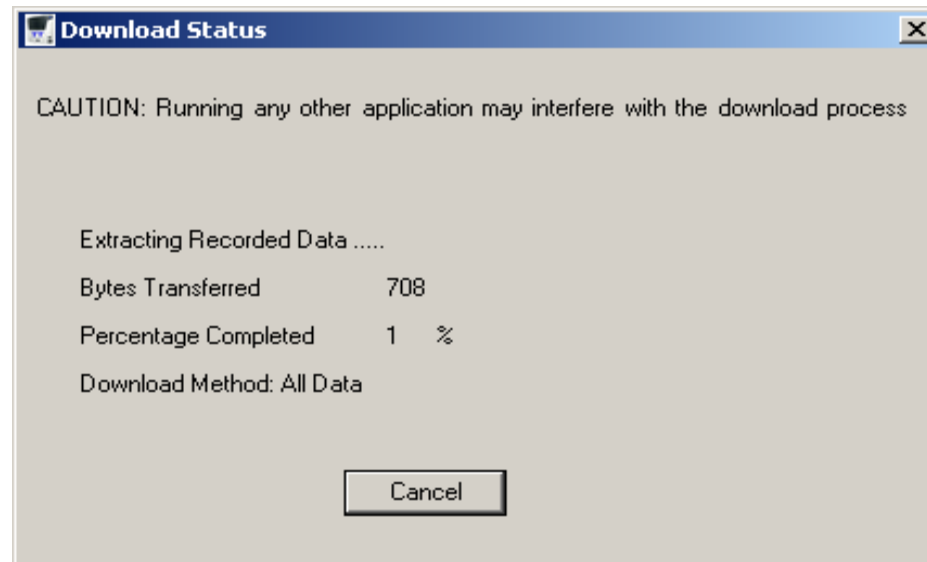 Download Status
CAUTION: Running any other application may interfere with the download process
Extracting Recorded Data .....
Bytes Transferred 708
Percentage Completed 1 %
Download Method: All Data
Cancel